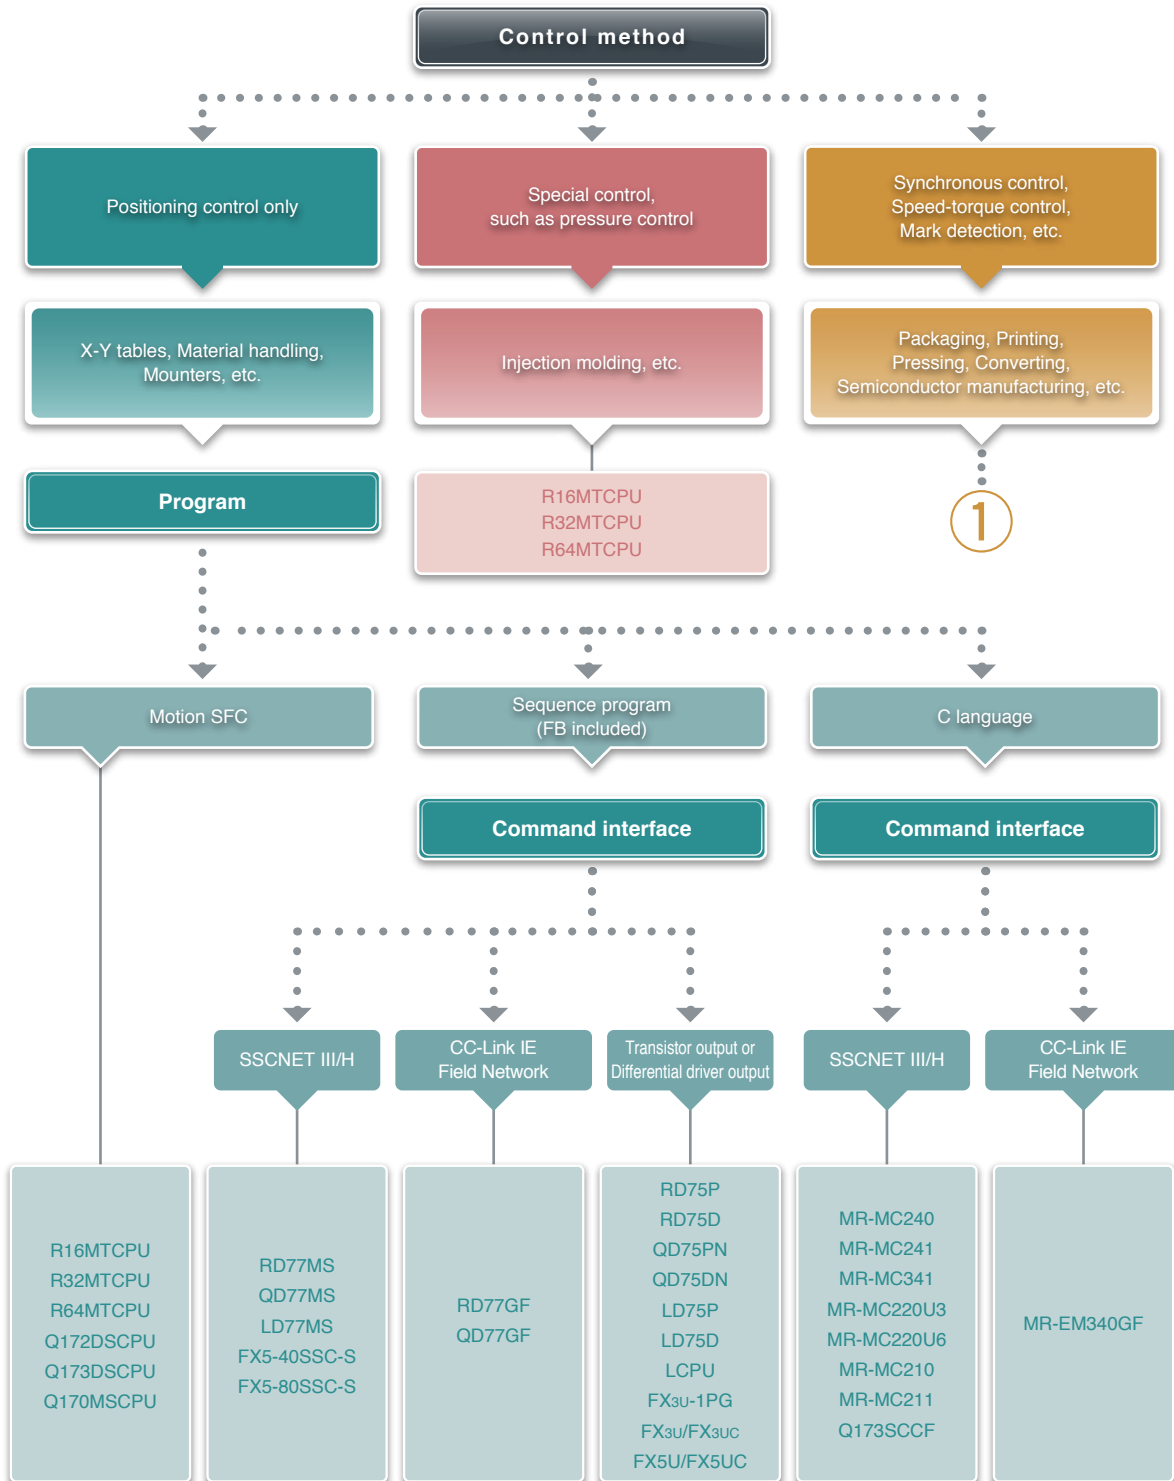 Control method
Positioning control only
Special control,
such as pressure control
Synchronous control,
Speed-torque control,
Mark detection, etc.
X-Y tables, Material handling,
Mounters, etc.
Injection molding, etc.
Packaging, Printing,
Pressing, Converting,
Semiconductor manufacturing, etc.
Program
R16MTCPU
R32MTCPU
R64MTCPU
1
Motion SFC
Sequence program
(FB included)
C language
Command interface
Command interface
SSCNET III/H
CC-Link IE
Field Network
Transistor output or
Differential driver output
SSCNET III/H
CC-Link IE
Field Network
R16MTCPU
R32MTCPU
R64MTCPU
Q172DSCPU
Q173DSCPU
Q170MSCPU
RD77MS
QD77MS
LD77MS
FX5-40SSC-S
FX5-80SSC-S
RD77GF
QD77GF
RD75P
RD75D
QD75PN
QD75DN
LD75P
LD75D
LCPU
FX3U-1PG
FX3U/FX3UC
FX5U/FX5UC
MR-MC240
MR-MC241
MR-MC341
MR-MC220U3
MR-MC220U6
MR-MC210
MR-MC211
Q173SCCF
MR-EM340GF